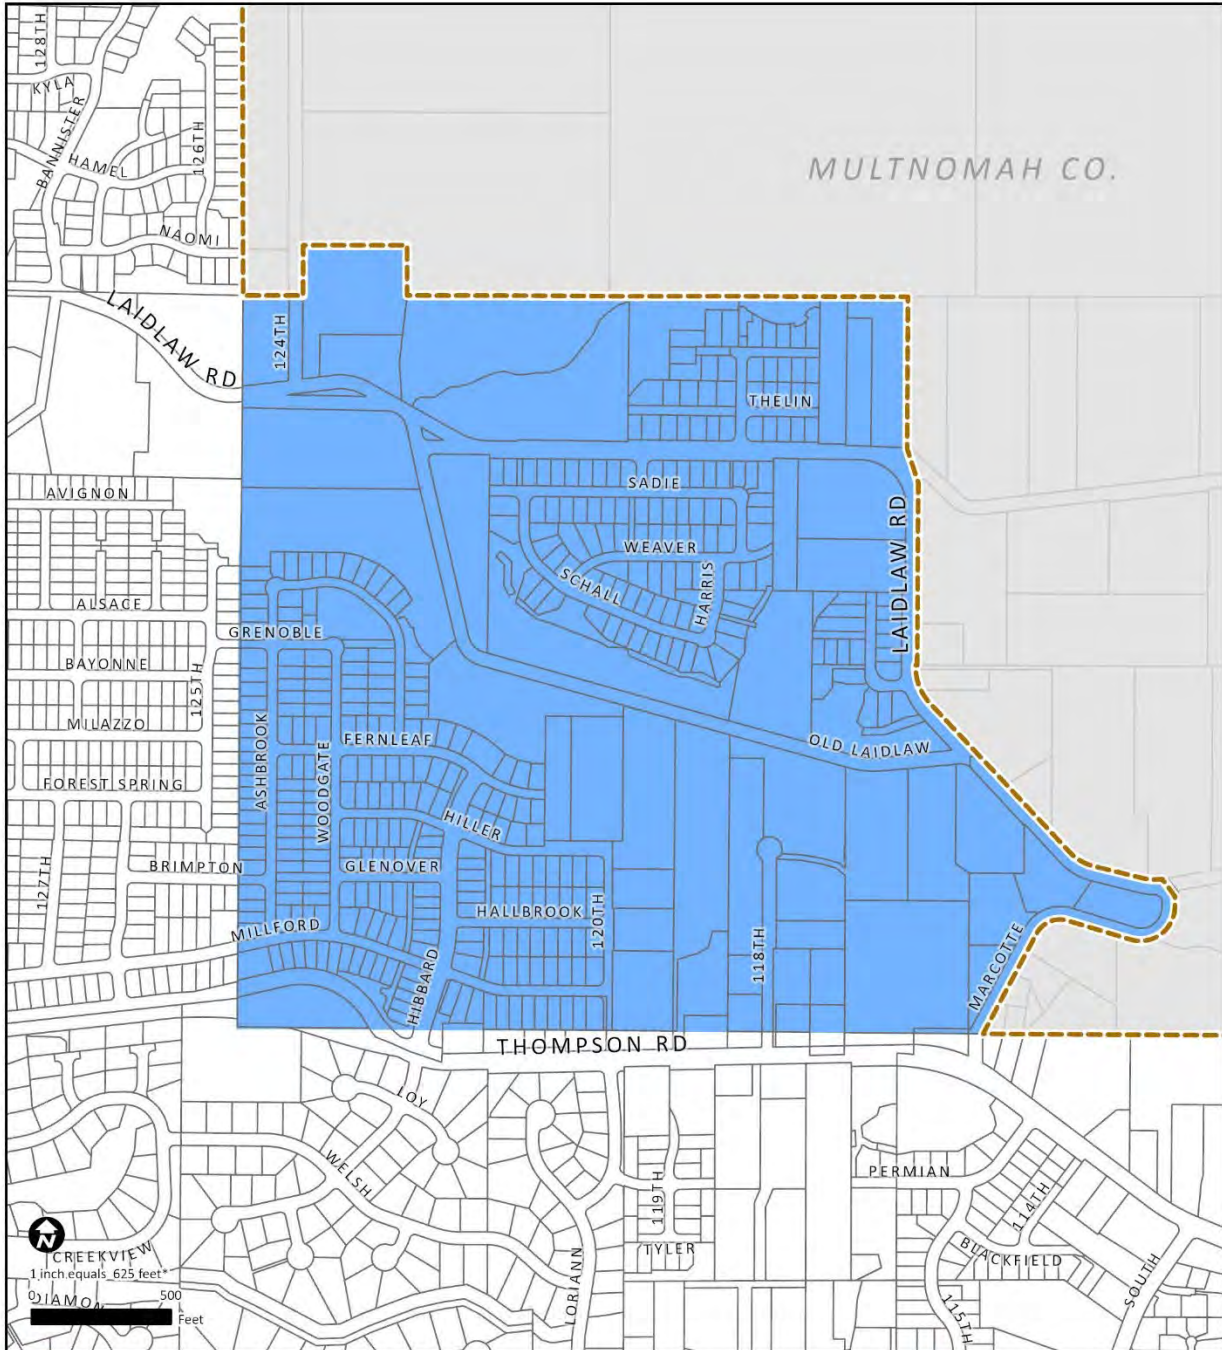 128TH
KYLA
BANNISTER
126TH
HAMEL
NAOMI
MULTNOMAH CO.
LAIDLAW RD
124TH
THELIN
SADIE
AVIGNON
LAIDLAW RD
WEAVER
SCHALL
HARRIS
ALSACE
GRENOBLE
BAYONNE
125TH
MILAZZO
ASHBROOK
FERNLEAF
OLD LAIDLAW
WOODGATE
FOREST SPRING
HILLER
BRIMPTON
GLENOVER
127TH
HALLBROOK
120TH
MILLFORD
118TH
MARCOTTE
HIBBARD
THOMPSON RD
LOY
WELSH
PERMIAN
119TH
114TH
TYLER
BLACKFIELD
LORIANN
SOUTH
115TH
N
CREEKVIEW
1 inch equals 625 feet*
DIAMON
0 500
Feet